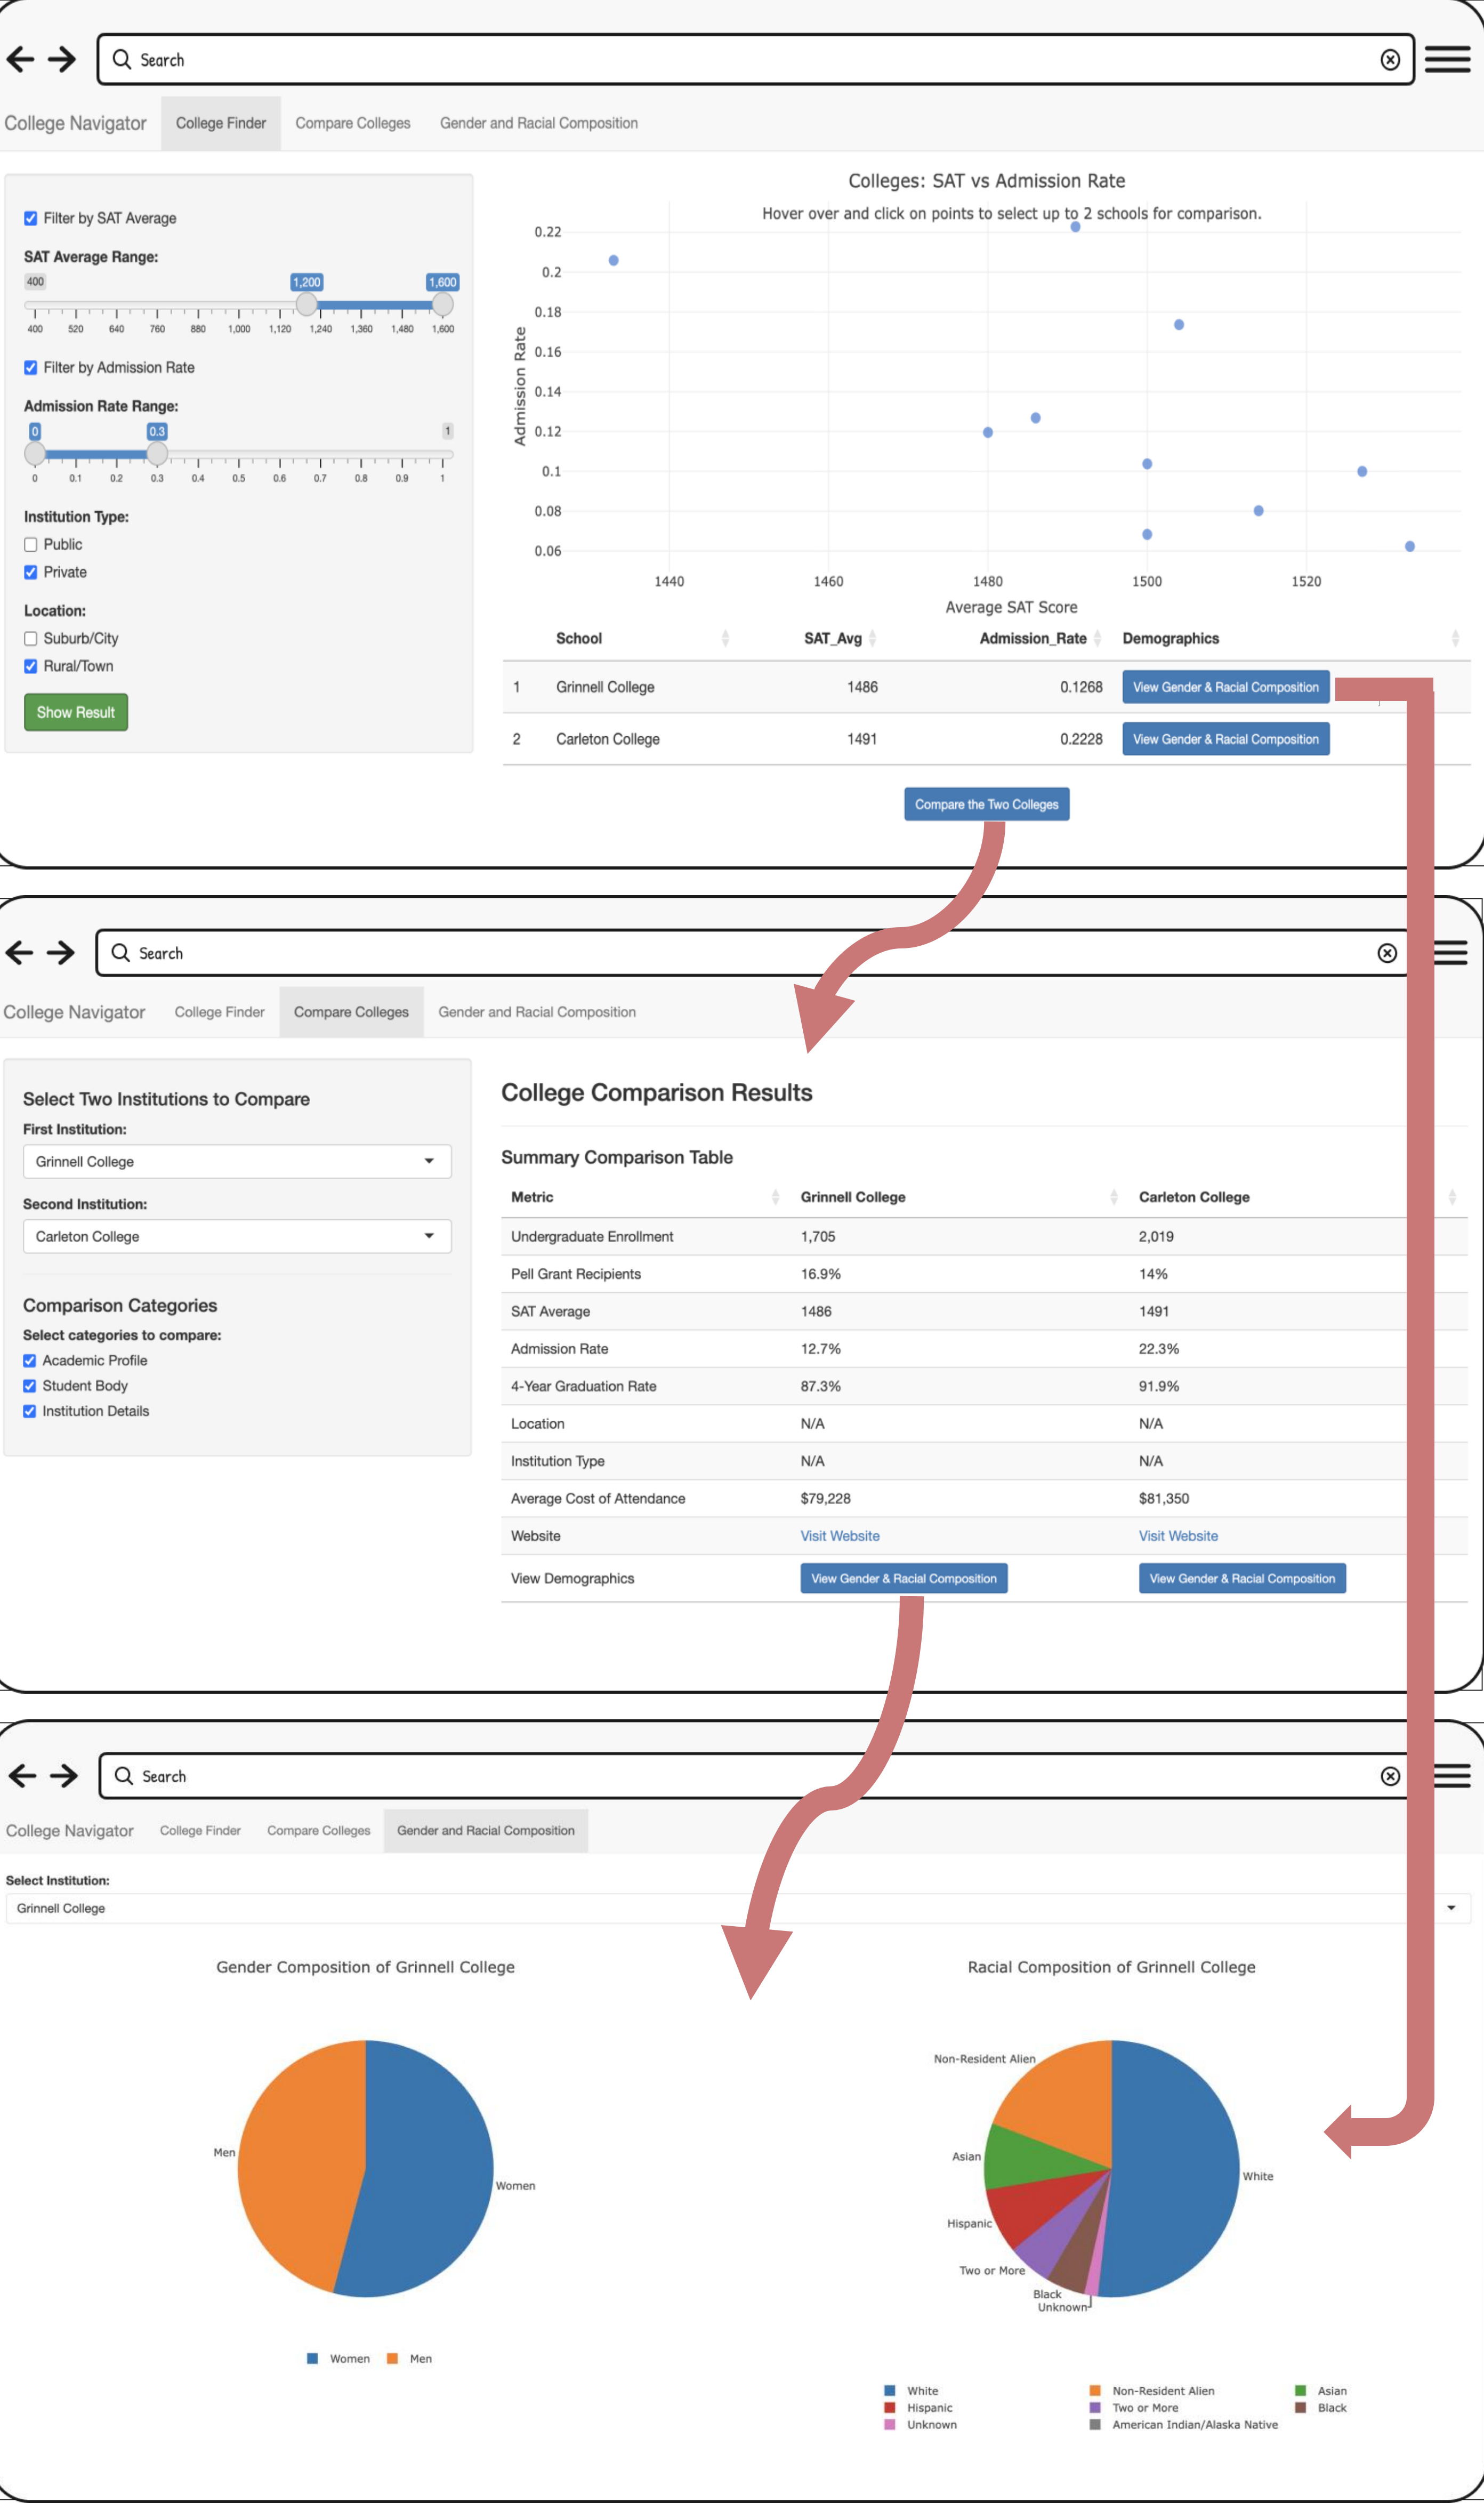 Search
College Navigator College Finder Compare Colleges Gender and Racial Composition
Filter by SAT Average
SAT Average Range:
400 1,200 1,600
400 520 640 760 880 1,000 1,120 1,240 1,360 1,480 1,600
Filter by Admission Rate
Admission Rate Range:
0 0.3 1
0 0.1 0.2 0.3 0.4 0.5 0.6 0.7 0.8 0.9 1
Institution Type:
Public
Private
Location:
Suburb/City
Rural/Town
Show Result
Colleges: SAT vs Admission Rate
Hover over and click on points to select up to 2 schools for comparison.
Admission Rate
0.22
0.2
0.18
0.16
0.14
0.12
0.1
0.08
0.06
1440 1460 1480 1500 1520
Average SAT Score
School SAT_Avg Admission_Rate Demographics
1 Grinnell College 1486 0.1268 View Gender & Racial Composition
2 Carleton College 1491 0.2228 View Gender & Racial Composition
Compare the Two Colleges
Search
College Navigator College Finder Compare Colleges Gender and Racial Composition
Select Two Institutions to Compare
First Institution:
Grinnell College
Second Institution:
Carleton College
Comparison Categories
Select categories to compare:
Academic Profile
Student Body
Institution Details
College Comparison Results
Summary Comparison Table
Metric Grinnell College Carleton College
Undergraduate Enrollment 1,705 2,019
Pell Grant Recipients 16.9% 14%
SAT Average 1486 1491
Admission Rate 12.7% 22.3%
4-Year Graduation Rate 87.3% 91.9%
Location N/A N/A
Institution Type N/A N/A
Average Cost of Attendance $79,228 $81,350
Website Visit Website Visit Website
View Demographics View Gender & Racial Composition View Gender & Racial Composition
Search
College Navigator College Finder Compare Colleges Gender and Racial Composition
Select Institution:
Grinnell College
Gender Composition of Grinnell College
Men
Women
Women Men
Racial Composition of Grinnell College
Non-Resident Alien
Asian
White
Hispanic
Two or More
Black
Unknown
White Non-Resident Alien Asian
Hispanic Two or More Black
Unknown American Indian/Alaska Native